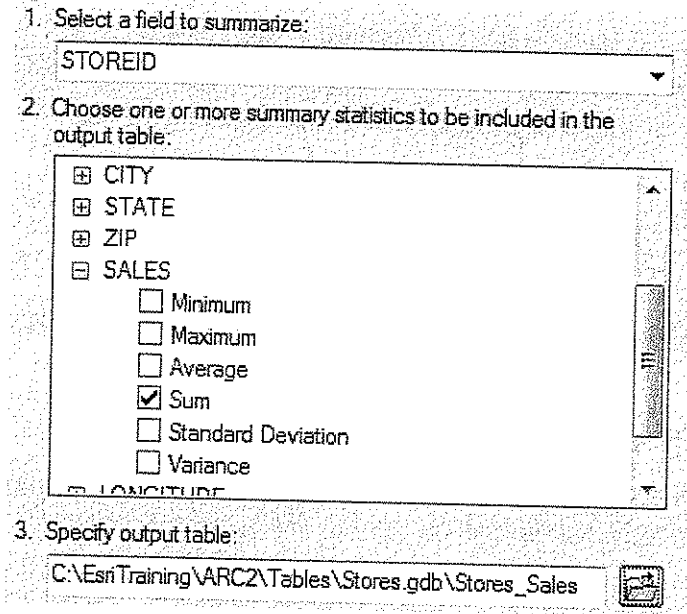 1. Select a field to summarize:
STOREID
2. Choose one or more summary statistics to be included in the
output table:
CITY
STATE
ZIP
SALES
Minimum
Maximum
Average
Sum
Standard Deviation
Variance
LONGITUDE
3. Specify output table:
C:\EsriTraining\ARC2\Tables\Stores.gdb\Stores_Sales